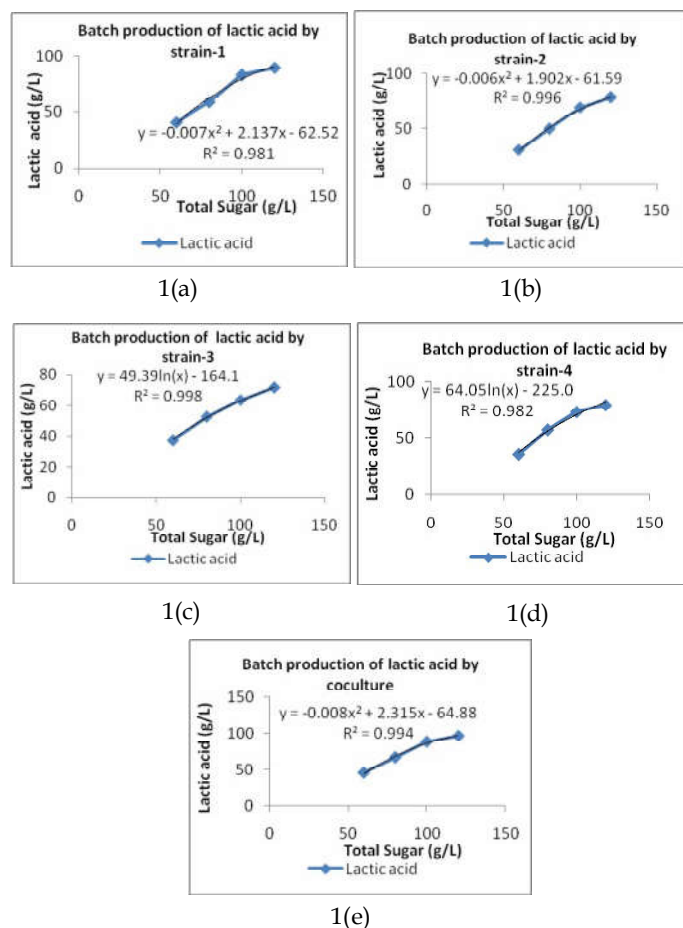 Batch production of lactic acid by
strain-1
100
y = -0.007x² + 2.137x - 62.52
50
R² = 0.981
0
0 50 100 150
Total Sugar (g/L)
Lactic acid (g/L)
Lactic acid
1(a)
Batch production of lactic acid by
strain-2
100
y = -0.006x² + 1.902x - 61.59
R² = 0.996
50
0
0 50 100 150
Total Sugar (g/L)
Lactic acid (g/L)
Lactic acid
1(b)
Batch production of lactic acid by
strain-3
80
y = 49.39ln(x) - 164.1
60
R² = 0.998
40
20
0
0 50 100 150
Total Sugar (g/L)
Lactic acid (g/L)
Lactic acid
1(c)
Batch production of lactic acid by
strain-4
100
y = 64.05ln(x) - 225.0
R² = 0.982
50
0
0 50 100 150
Total Sugar (g/L)
Lactic acid (g/L)
Lactic acid
1(d)
Batch production of lactic acid by
coculture
150
y = -0.008x² + 2.315x - 64.88
100
R² = 0.994
50
0
0 50 100 150
Total Sugar (g/L)
Lactic acid (g/L)
Lactic acid
1(e)